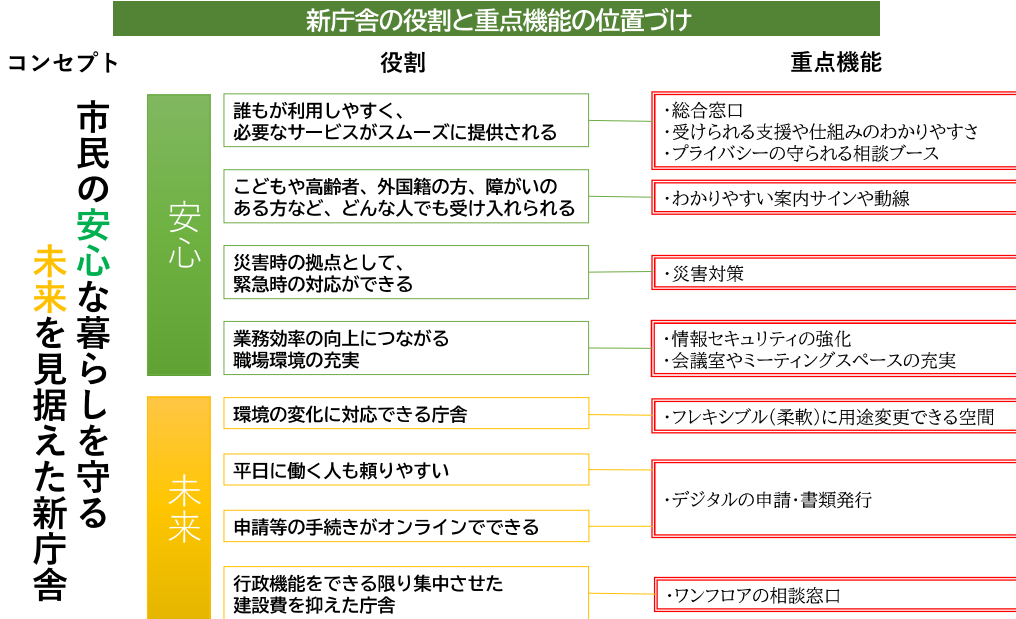 新庁舎の役割と重点機能の位置づけ
コンセプト
役割
重点機能
市民の安心な暮らしを守る
未来を見据えた新庁舎
安心
誰もが利用しやすく、
必要なサービスがスムーズに提供される
・総合窓口
・受けられる支援や仕組みのわかりやすさ
・プライバシーの守られる相談ブース
こどもや高齢者、外国籍の方、障がいの
ある方など、どんな人でも受け入れられる
・わかりやすい案内サインや動線
災害時の拠点として、
緊急時の対応ができる
・災害対策
業務効率の向上につながる
職場環境の充実
・情報セキュリティの強化
・会議室やミーティングスペースの充実
未来
環境の変化に対応できる庁舎
・フレキシブル(柔軟)に用途変更できる空間
平日に働く人も頼りやすい
申請等の手続きがオンラインでできる
・デジタルの申請・書類発行
行政機能をできる限り集中させた
建設費を抑えた庁舎
・ワンフロアの相談窓口